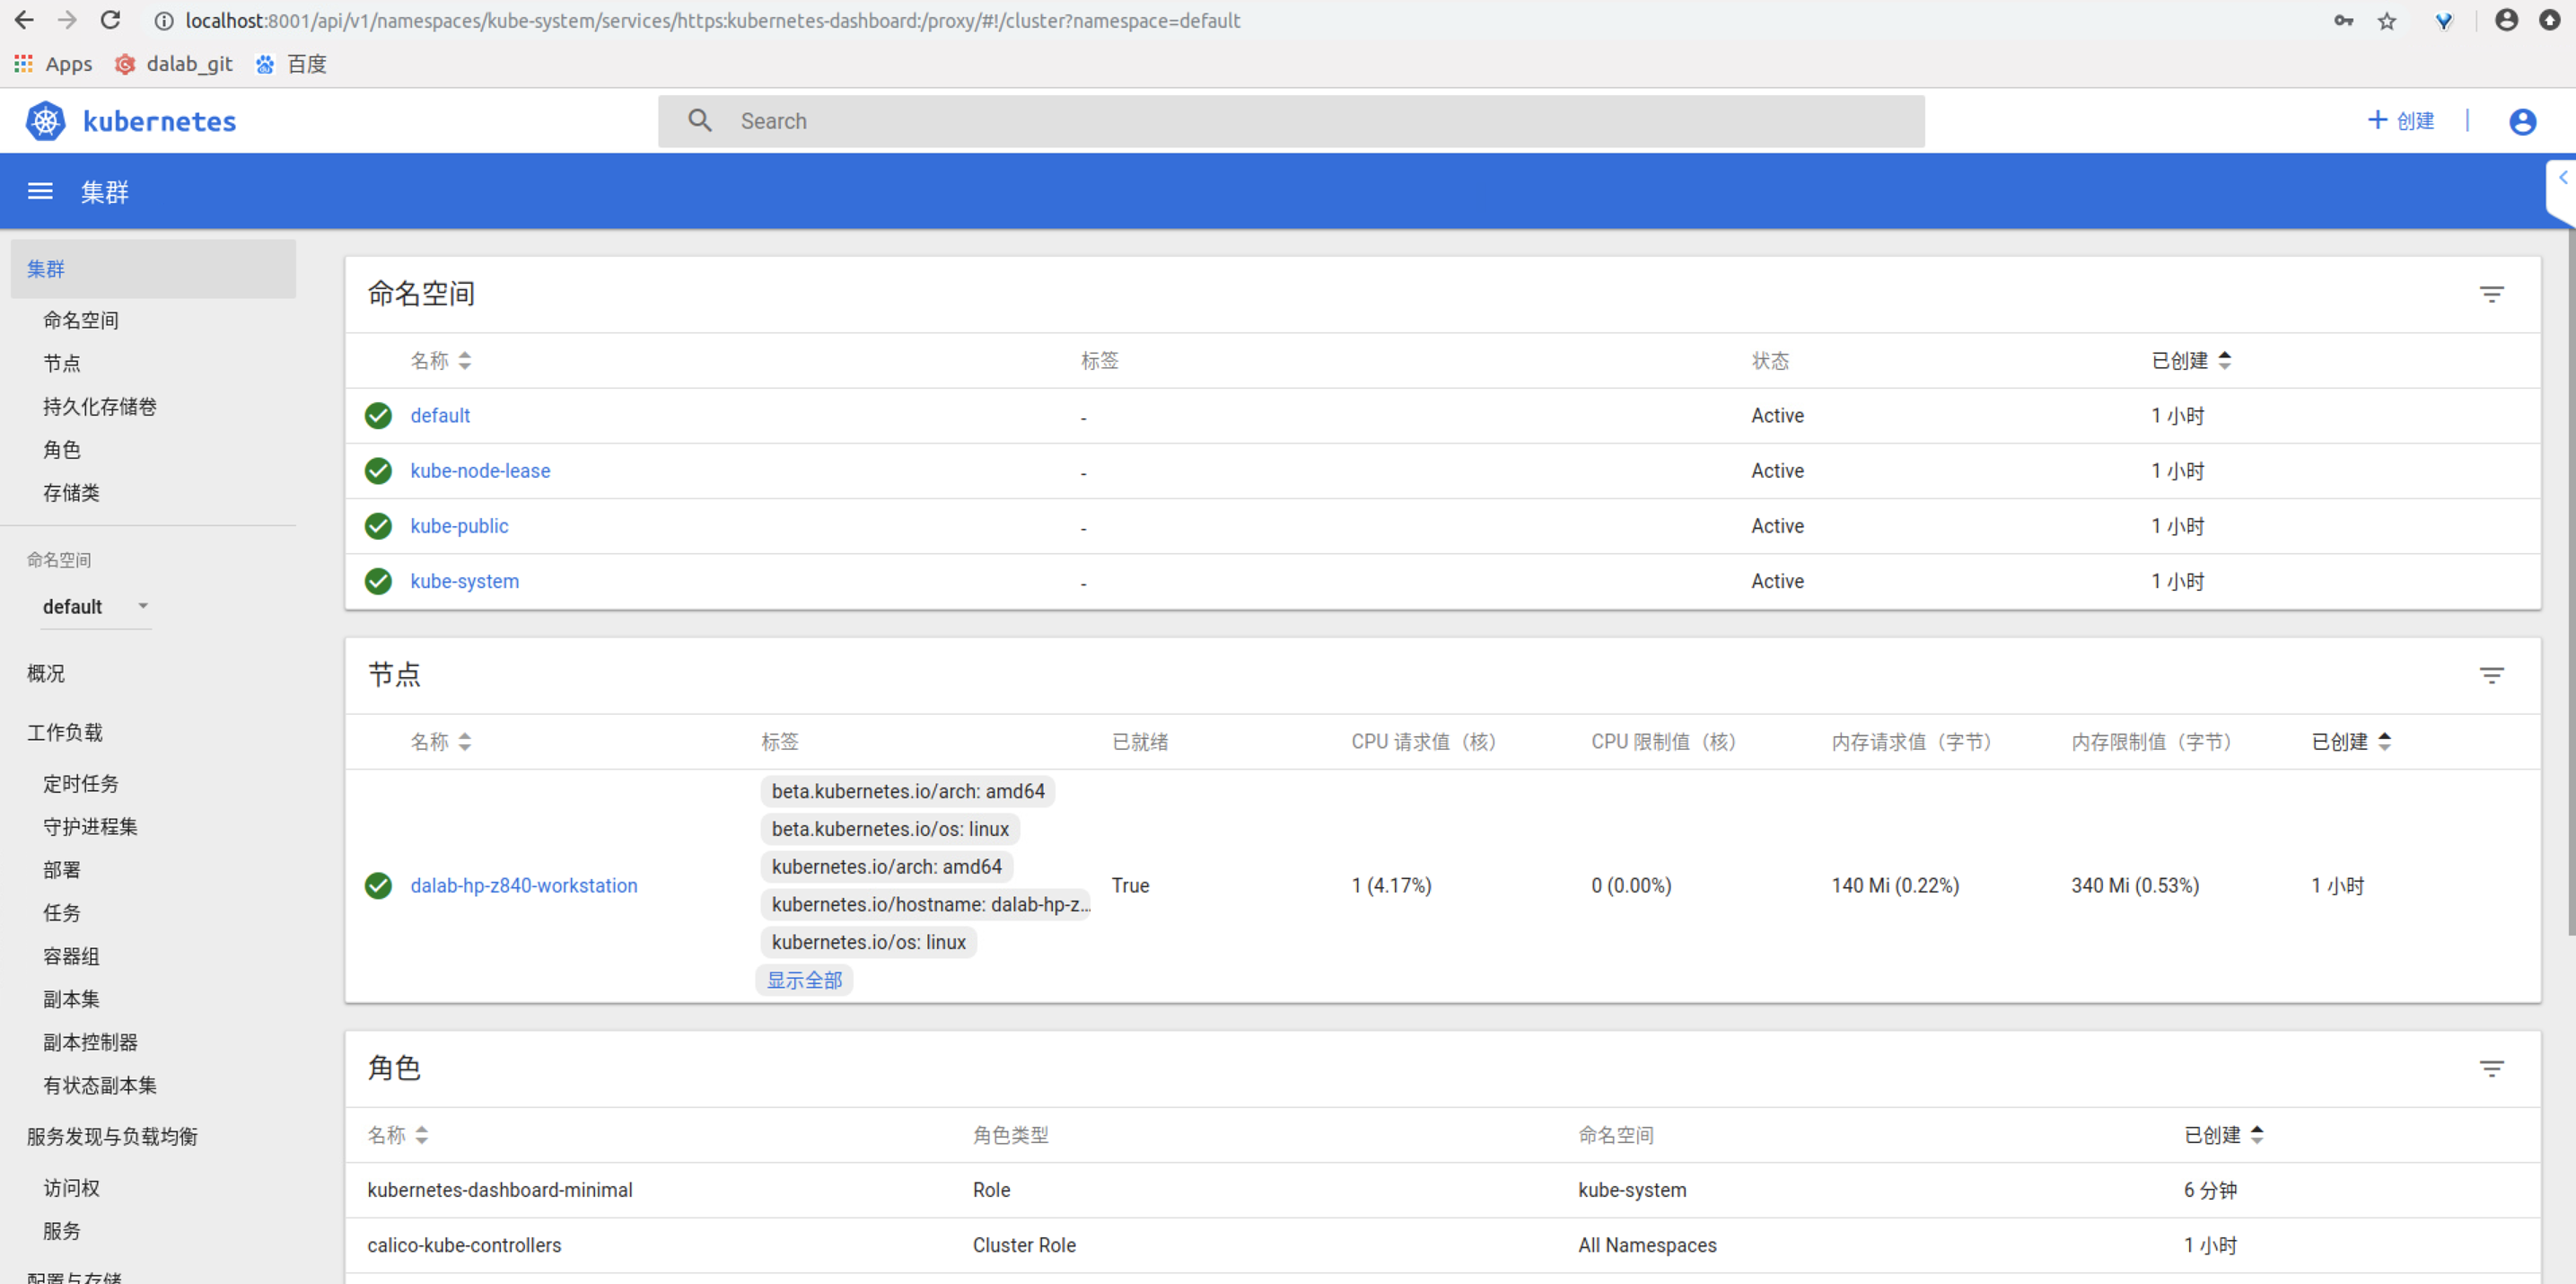 localhost:8001/api/v1/namespaces/kube-system/services/https:kubernetes-dashboard:/proxy/#!/cluster?namespace=default
Apps dalab_git 百度
kubernetes Search + 创建 |
集群
集群
命名空间
节点
持久化存储卷
角色
存储类
命名空间
default
概况
工作负载
定时任务
守护进程集
部署
任务
容器组
副本集
副本控制器
有状态副本集
服务发现与负载均衡
访问权
服务
配置与存储
命名空间
名称 标签 状态 已创建
default - Active 1 小时
kube-node-lease - Active 1 小时
kube-public - Active 1 小时
kube-system - Active 1 小时
节点
名称 标签 已就绪 CPU 请求值（核） CPU 限制值（核） 内存请求值（字节） 内存限制值（字节） 已创建
beta.kubernetes.io/arch: amd64
beta.kubernetes.io/os: linux
kubernetes.io/arch: amd64
dalab-hp-z840-workstation True 1 (4.17%) 0 (0.00%) 140 Mi (0.22%) 340 Mi (0.53%) 1 小时
kubernetes.io/hostname: dalab-hp-z...
kubernetes.io/os: linux
显示全部
角色
名称 角色类型 命名空间 已创建
kubernetes-dashboard-minimal Role kube-system 6 分钟
calico-kube-controllers Cluster Role All Namespaces 1 小时